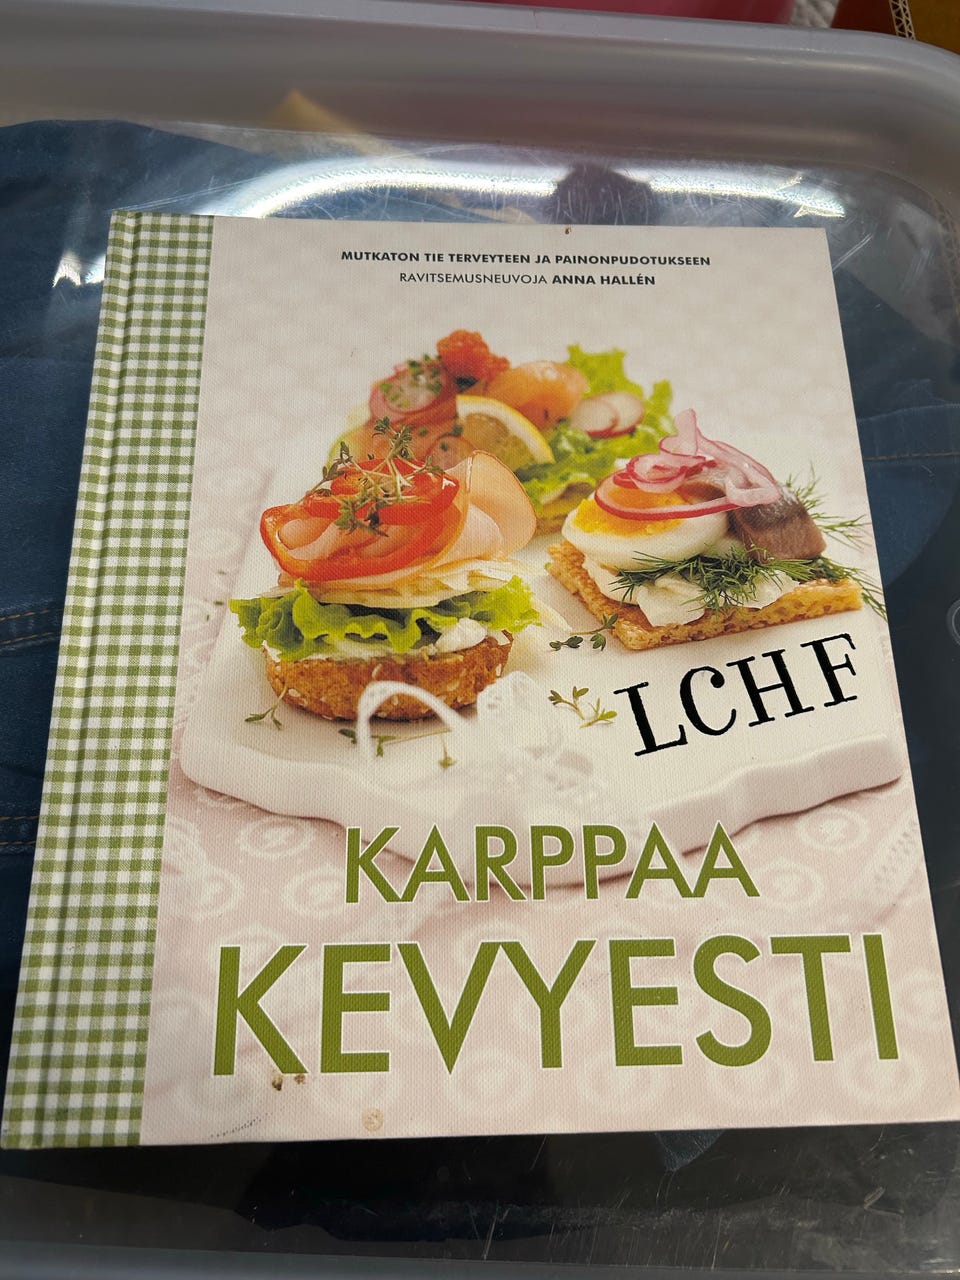 MUTKATON TIE TERVEYTEEN JA PAINONPUDOTUKSEEN
RAVITSEMUSNEUVOJA ANNA HALLÉN
LCHF
KARPPAA
KEVYESTI